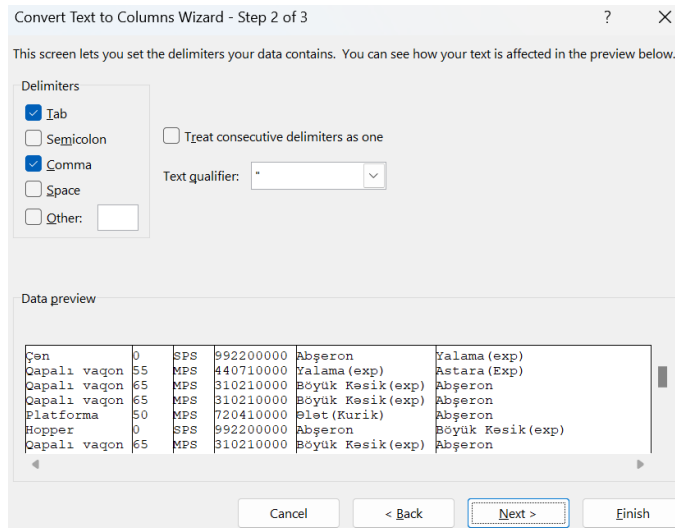 Convert Text to Columns Wizard - Step 2 of 3 ? ✕
This screen lets you set the delimiters your data contains.  You can see how your text is affected in the preview below.
Delimiters
Tab
Semicolon
Comma
Space
Other:
Treat consecutive delimiters as one
Text qualifier: "
Data preview
Çən 0 SPS 992200000 Abşeron Yalama(exp)
Qapalı vaqon 55 MPS 440710000 Yalama(exp) Astara(Exp)
Qapalı vaqon 65 MPS 310210000 Böyük Kəsik(exp) Abşeron
Qapalı vaqon 65 MPS 310210000 Böyük Kəsik(exp) Abşeron
Platforma 50 MPS 720410000 Ələt(Kurik) Abşeron
Hopper 0 SPS 992200000 Abşeron Böyük Kəsik(exp)
Qapalı vaqon 65 MPS 310210000 Böyük Kəsik(exp) Abşeron
Cancel < Back Next > Finish